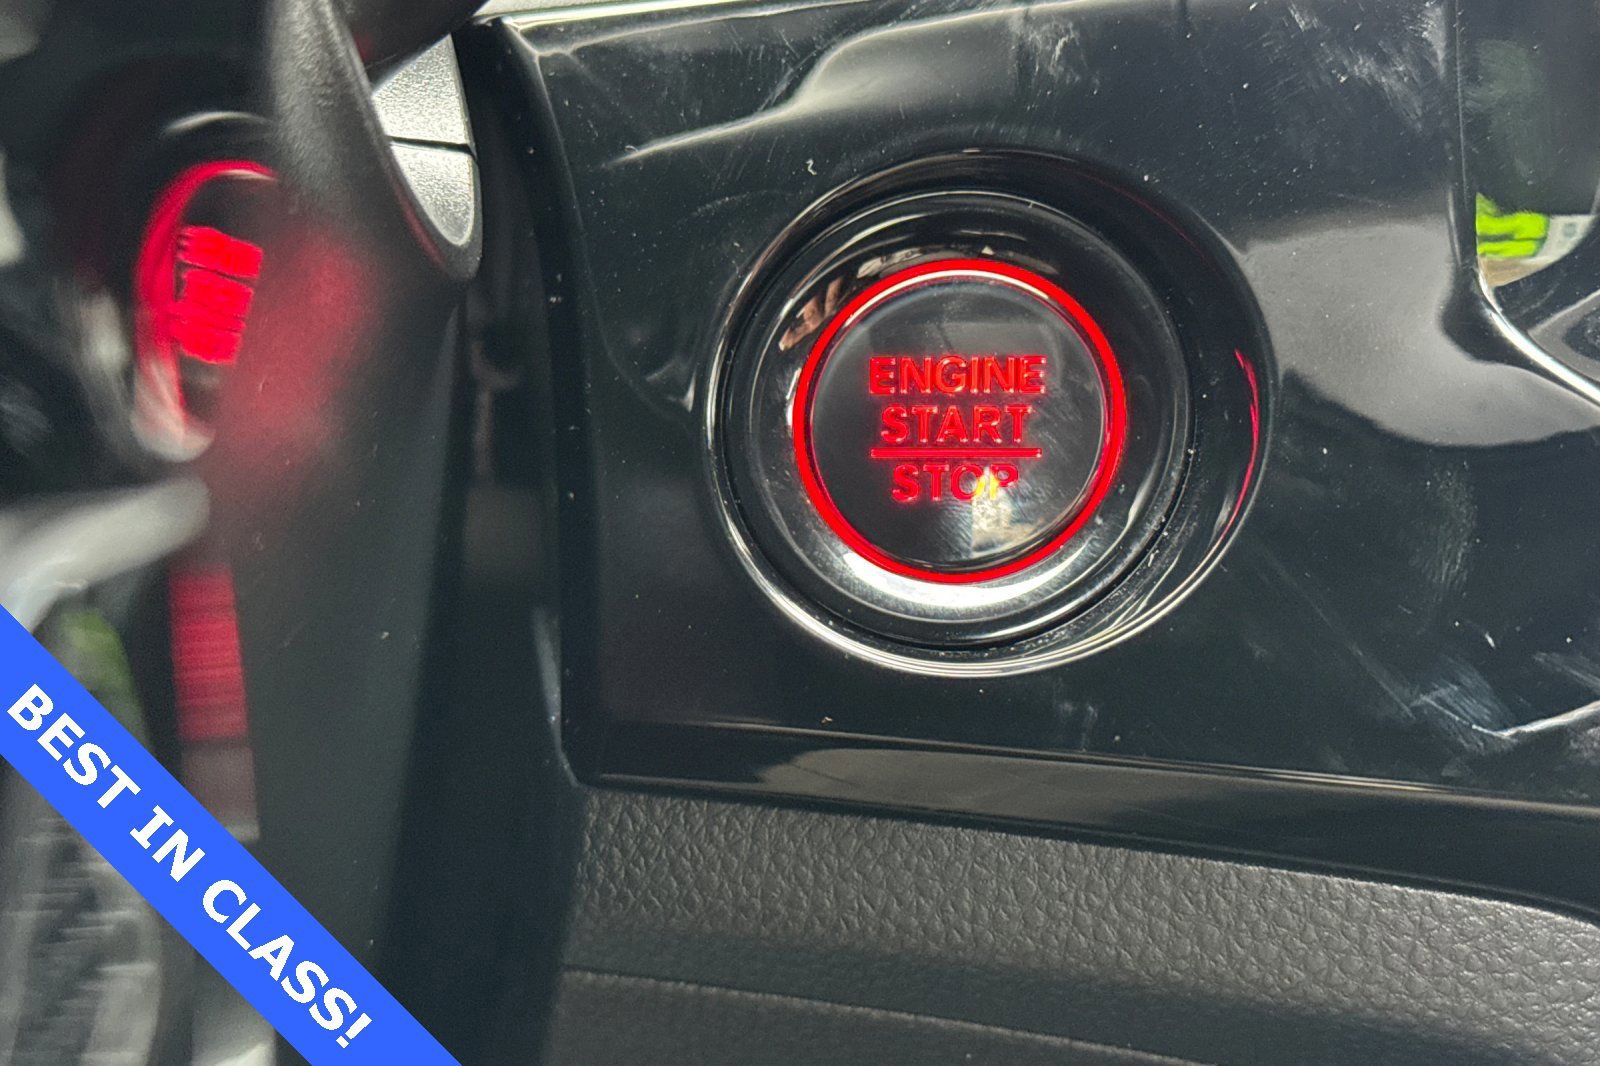 ENGINE
START
STOP
BEST IN CLASS!